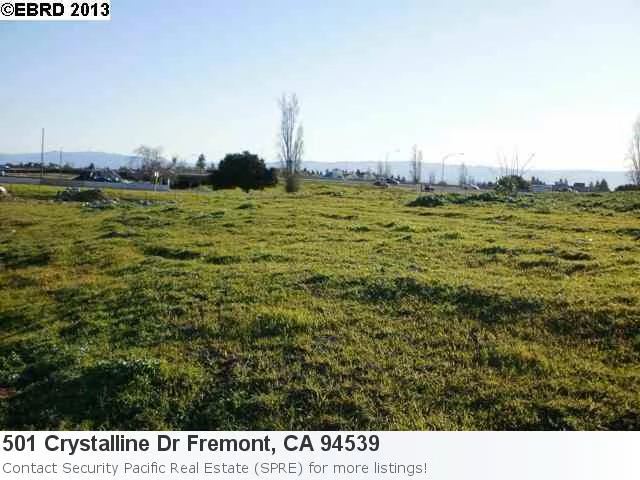 ©EBRD 2013
501 Crystalline Dr Fremont, CA 94539
Contact Security Pacific Real Estate (SPRE) for more listings!